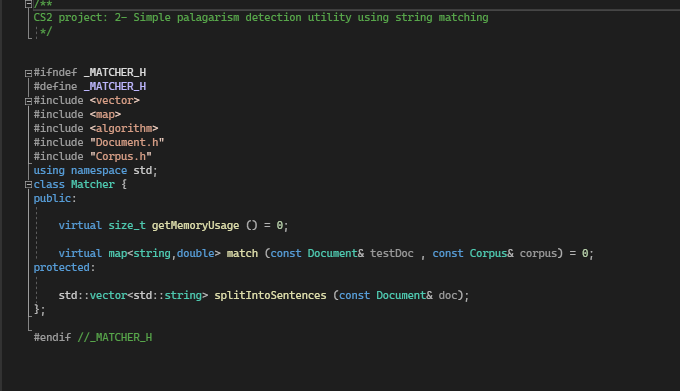 /**
CS2 project: 2- Simple palagarism detection utility using string matching
*/
#ifndef _MATCHER_H
#define _MATCHER_H
#include <vector>
#include <map>
#include <algorithm>
#include "Document.h"
#include "Corpus.h"
using namespace std;
class Matcher {
public:
virtual size_t getMemoryUsage () = 0;
virtual map<string,double> match (const Document& testDoc , const Corpus& corpus) = 0;
protected:
std::vector<std::string> splitIntoSentences (const Document& doc);
};
#endif //_MATCHER_H